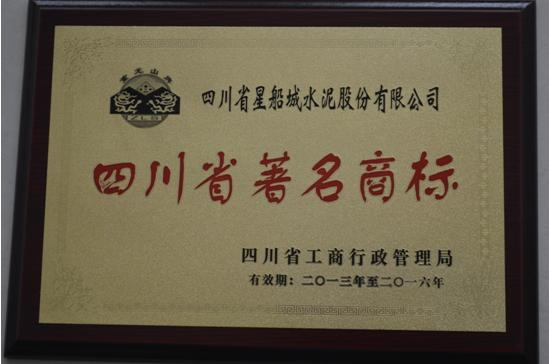 四川省星船城水泥股份有限公司
ZLS
四川省著名商标
四川省工商行政管理局
有效期：二〇一三年至二〇一六年